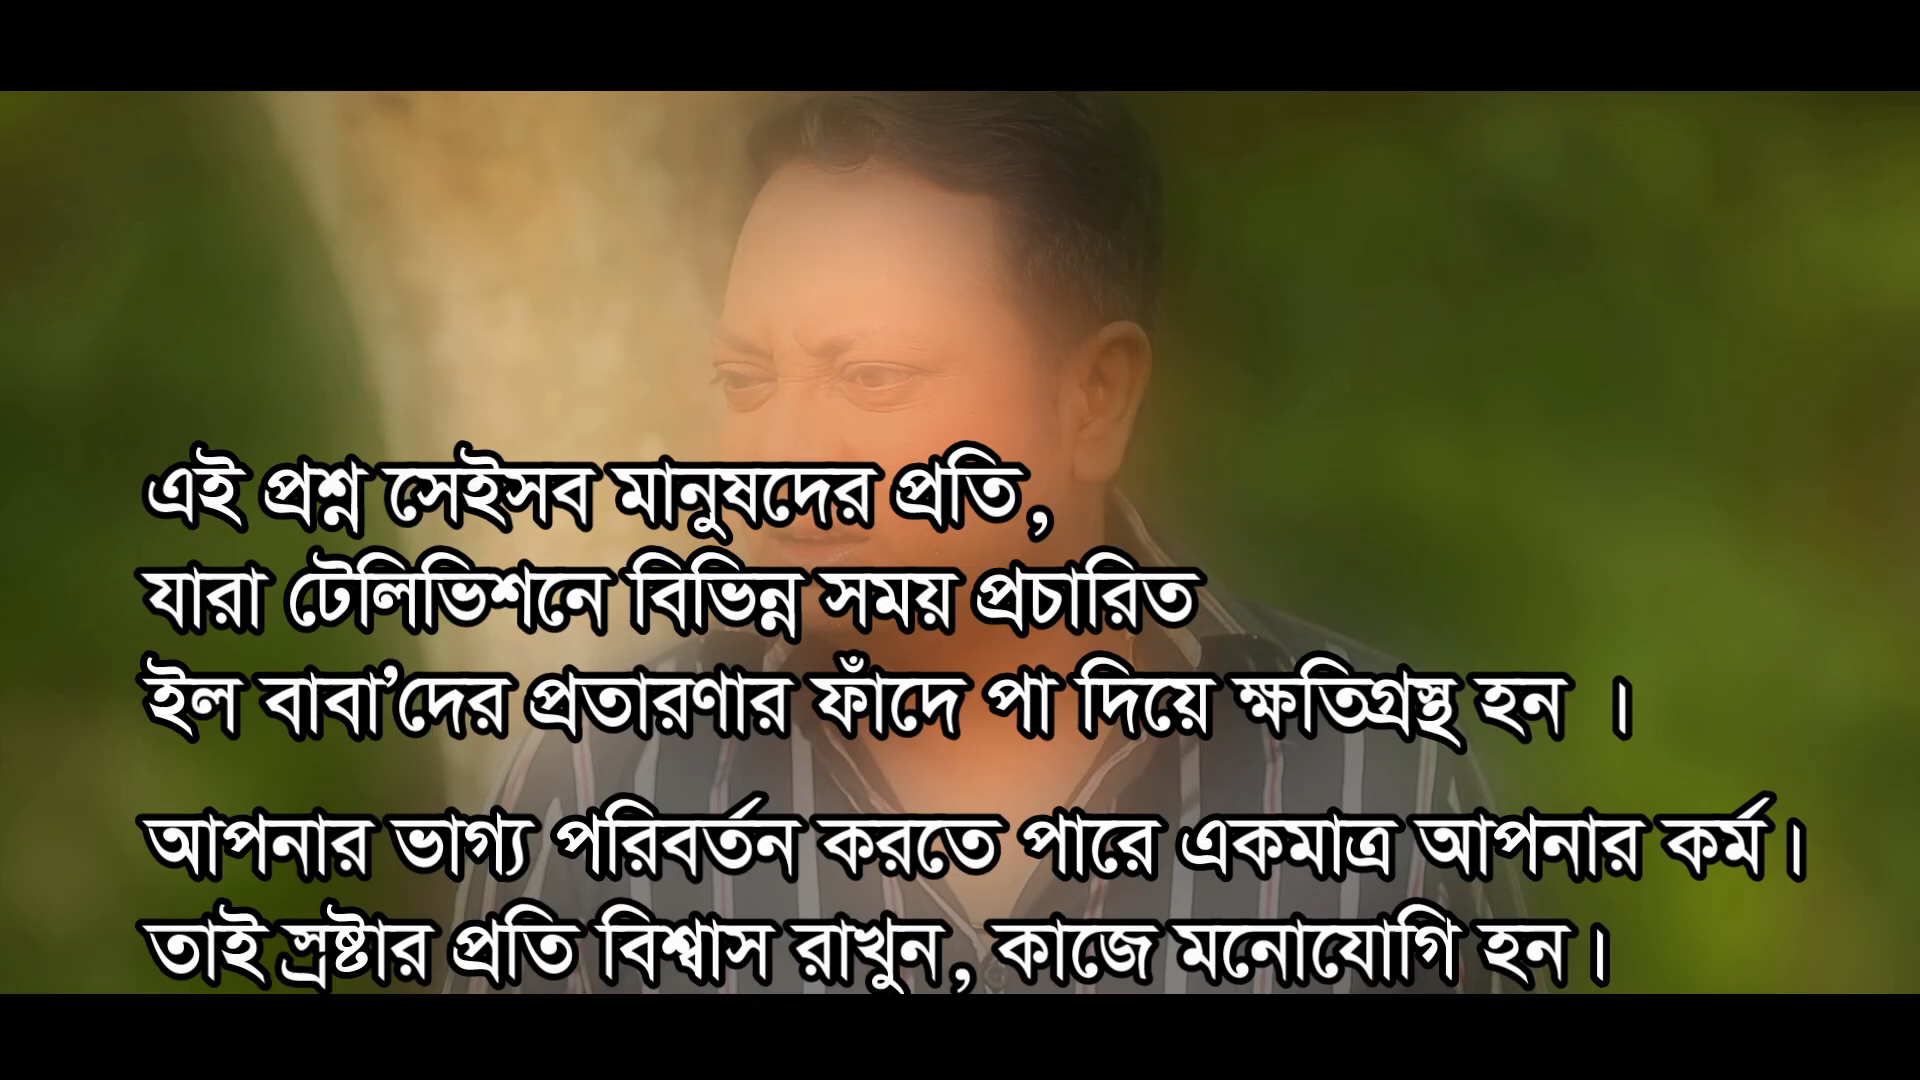 এই প্রশ্ন সেইসব মানুষদের প্রতি,
যারা টেলিভিশনে বিভিন্ন সময় প্রচারিত
ইল বাবা’দের প্রতারণার ফাঁদে পা দিয়ে ক্ষতিগ্রস্থ হন ।
আপনার ভাগ্য পরিবর্তন করতে পারে একমাত্র আপনার কর্ম।
তাই স্রষ্টার প্রতি বিশ্বাস রাখুন, কাজে মনোযোগি হন।